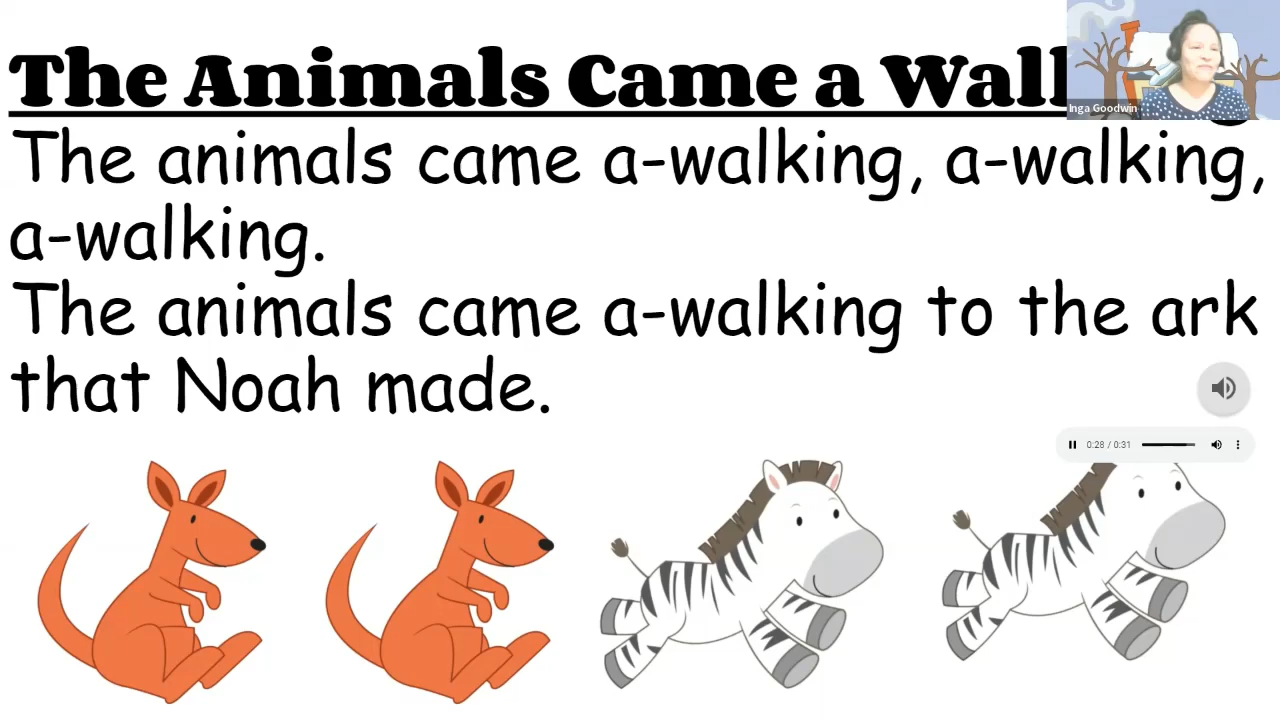 The Animals Came a
Inga Goodwin
The animals came a-walking, a-walking,
a-walking.
The animals came a-walking to the ark
that Noah made.
0:28 / 0:31